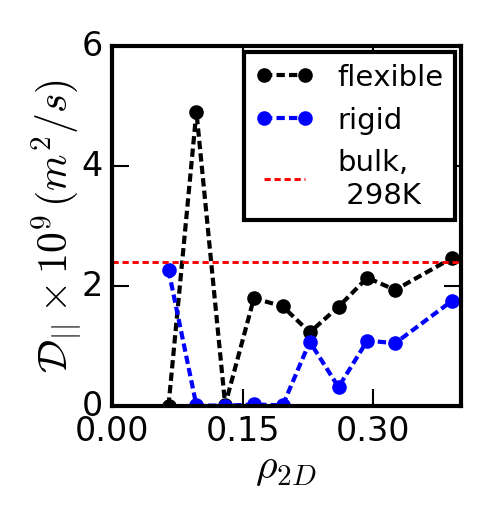 6
4
2
0
0.00
0.15
0.30
𝒟|| × 10⁹ (m²/s)
flexible
rigid
bulk,
298K
ρ₂D